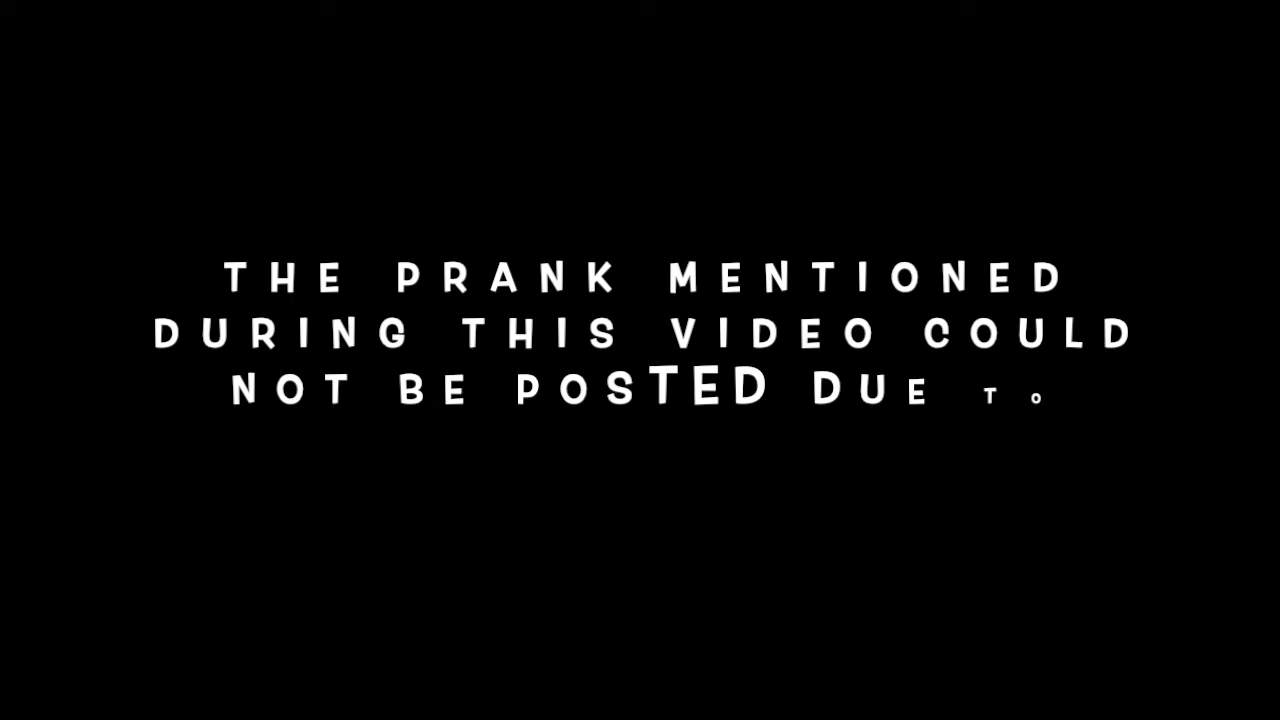 THE PRANK MENTIONED
DURING THIS VIDEO COULD
NOT BE POSTED DUE TO